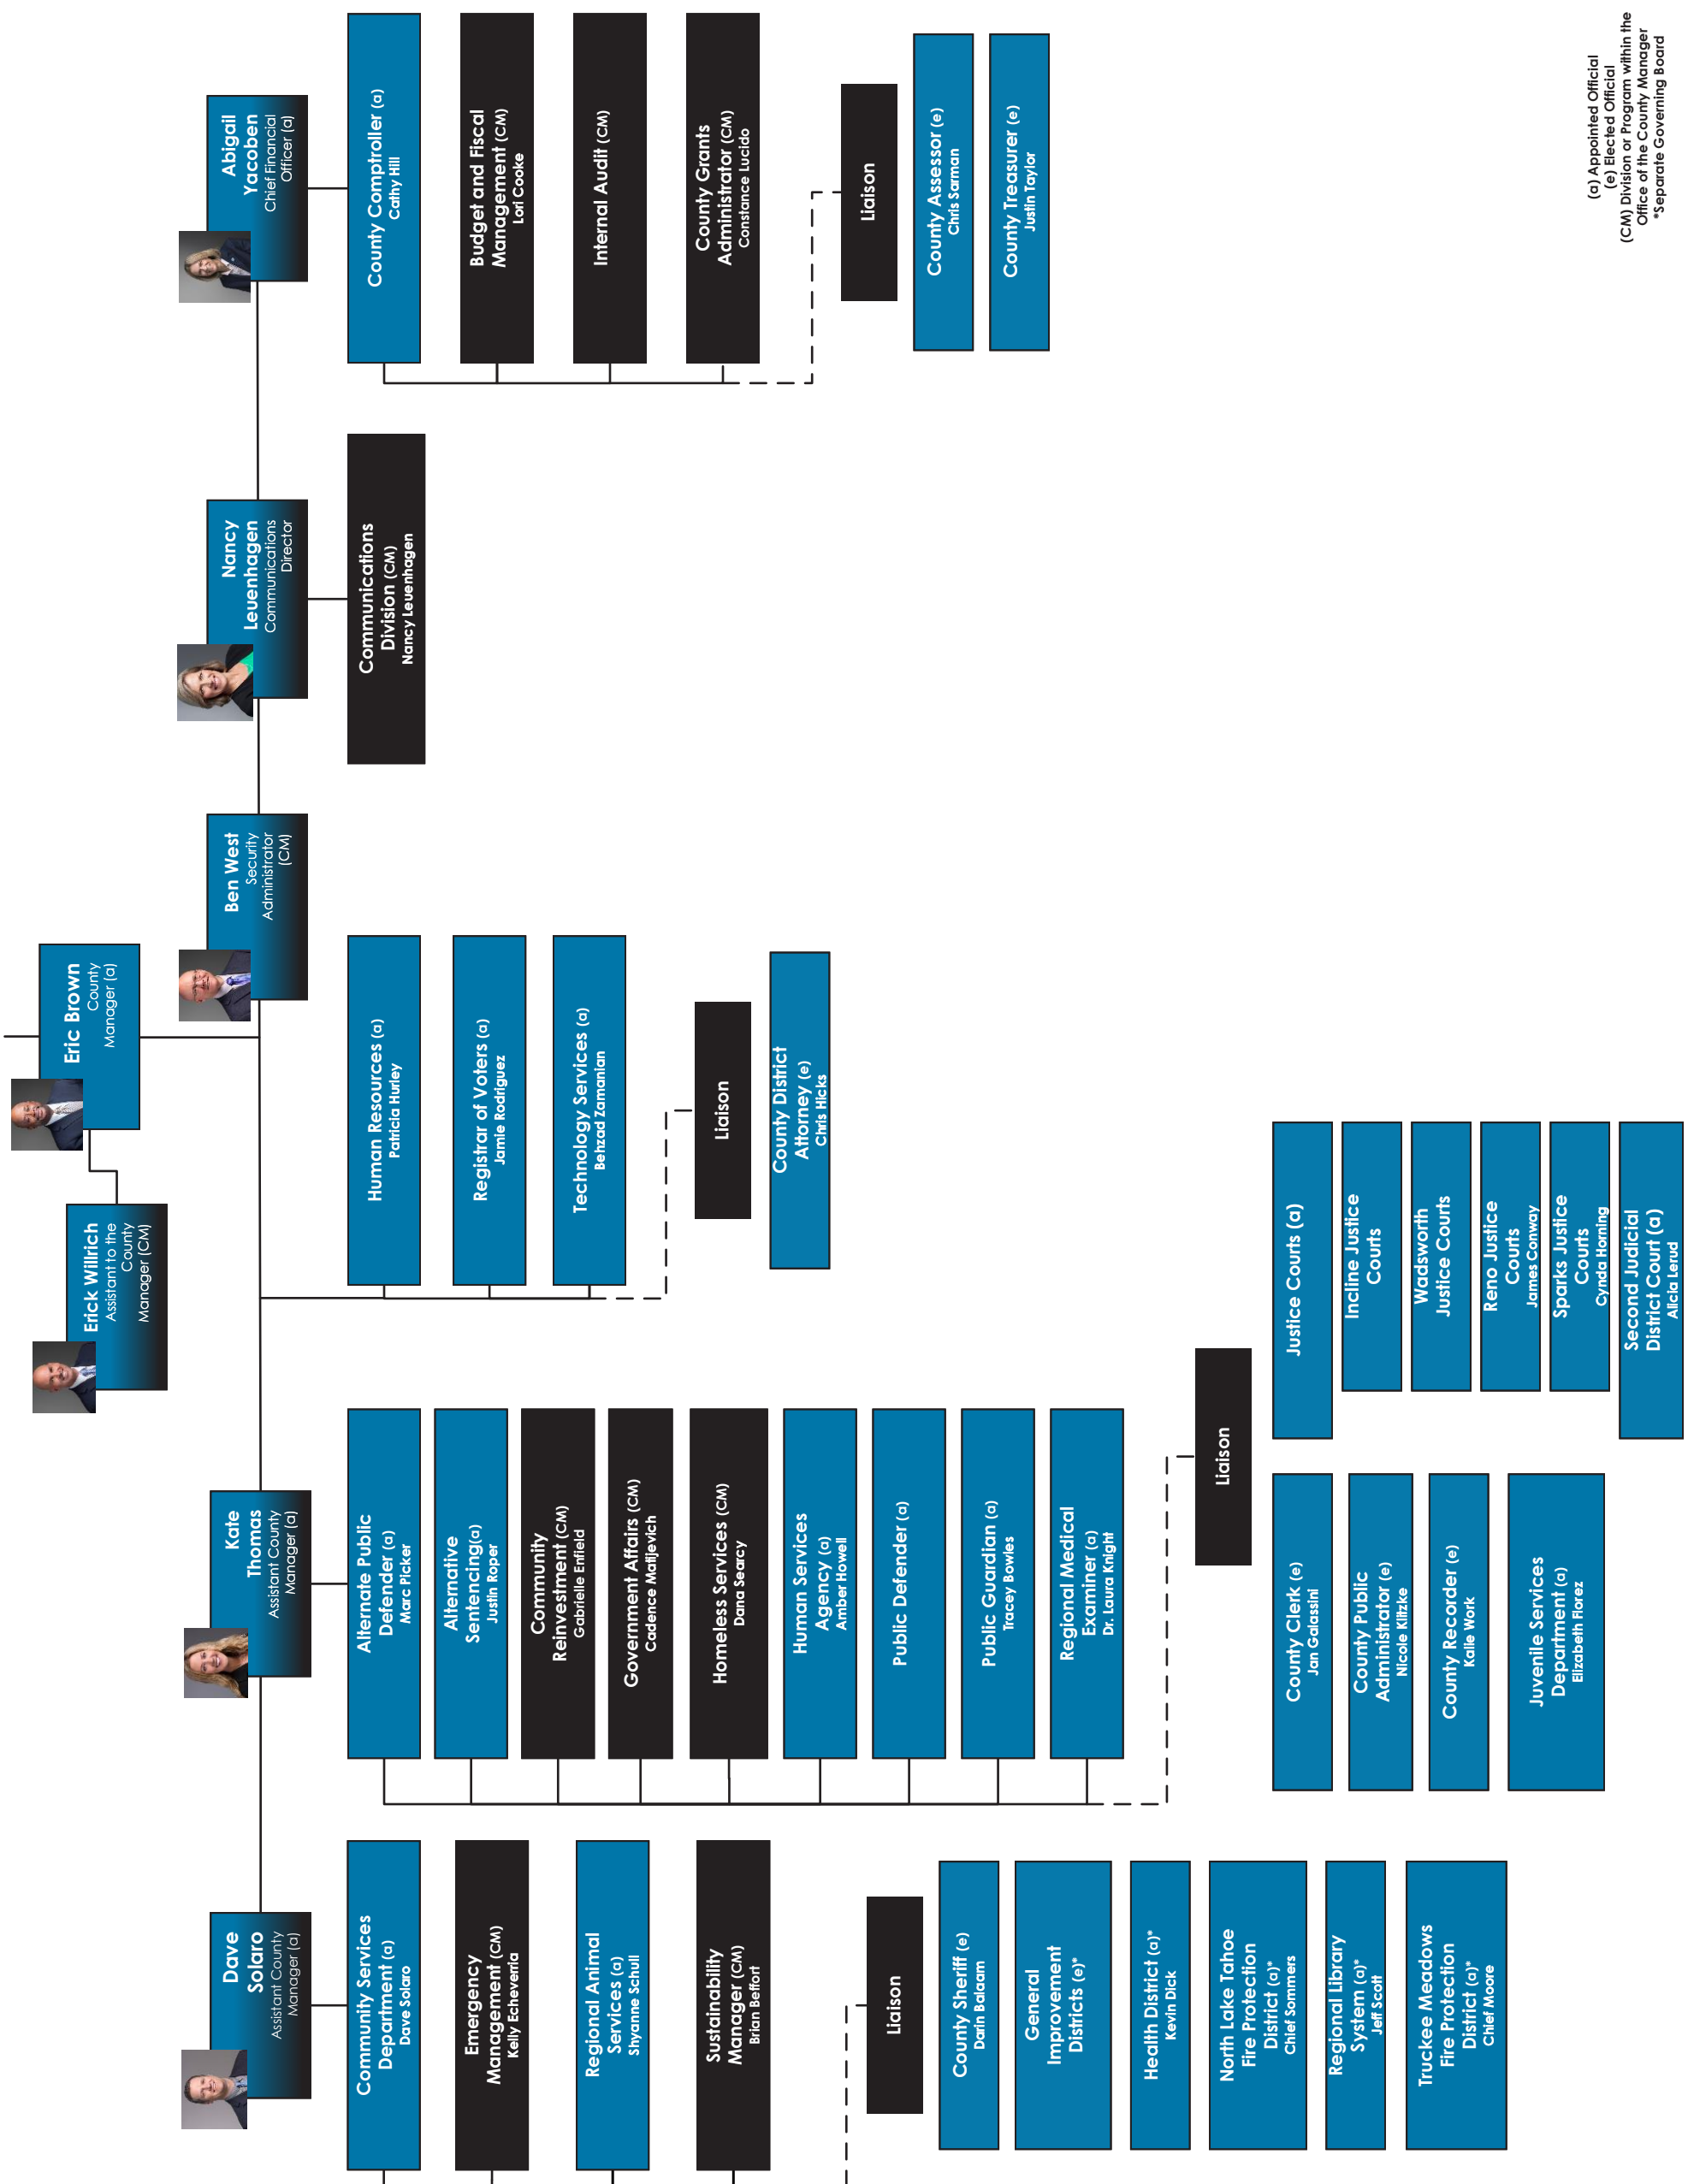 Erick Willrich
Assistant to the
County
Manager (CM)
Eric Brown
County
Manager (a)
Dave
Solaro
Assistant County
Manager (a)
Kate
Thomas
Assistant County
Manager (a)
Ben West
Security
Administrator
(CM)
Nancy
Leuenhagen
Communications
Director
Abigail
Yacoben
Chief Financial
Officer (a)
Community Services
Department (a)
Dave Solaro
Emergency
Management (CM)
Kelly Echeverria
Regional Animal
Services (a)
Shyanne Schull
Sustainability
Manager (CM)
Brian Beffort
Liaison
County Sheriff (e)
Darin Balaam
General
Improvement
Districts (e)*
Health District (a)*
Kevin Dick
North Lake Tahoe
Fire Protection
District (a)*
Chief Sommers
Regional Library
System (a)*
Jeff Scott
Truckee Meadows
Fire Protection
District (a)*
Chief Moore
Alternate Public
Defender (a)
Marc Picker
Alternative
Sentencing(a)
Justin Roper
Community
Reinvestment (CM)
Gabrielle Enfield
Government Affairs (CM)
Cadence Matijevich
Homeless Services (CM)
Dana Searcy
Human Services
Agency (a)
Amber Howell
Public Defender (a)
Public Guardian (a)
Tracey Bowles
Regional Medical
Examiner (a)
Dr. Laura Knight
Liaison
County Clerk (e)
Jan Galassini
County Public
Administrator (e)
Nicole Klitzke
County Recorder (e)
Kalie Work
Juvenile Services
Department (a)
Elizabeth Florez
Justice Courts (a)
Incline Justice
Courts
Wadsworth
Justice Courts
Reno Justice
Courts
James Conway
Sparks Justice
Courts
Cynda Horning
Second Judicial
District Court (a)
Alicia Lerud
Human Resources (a)
Patricia Hurley
Registrar of Voters (a)
Jamie Rodriguez
Technology Services (a)
Behzad Zamanian
Liaison
County District
Attorney (e)
Chris Hicks
Communications
Division (CM)
Nancy Leuenhagen
County Comptroller (a)
Cathy Hill
Budget and Fiscal
Management (CM)
Lori Cooke
Internal Audit (CM)
County Grants
Administrator (CM)
Constance Lucido
Liaison
County Assessor (e)
Chris Sarman
County Treasurer (e)
Justin Taylor
(a) Appointed Official
(e) Elected Official
(CM) Division or Program within the
Office of the County Manager
*Separate Governing Board